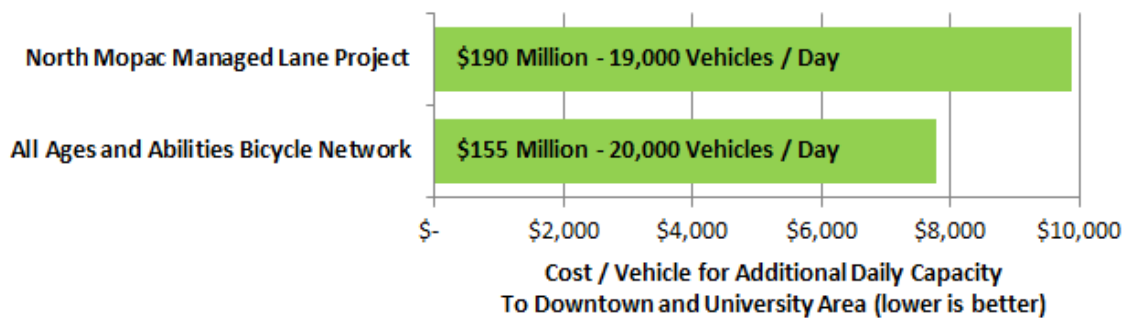 North Mopac Managed Lane Project
$190 Million - 19,000 Vehicles / Day
All Ages and Abilities Bicycle Network
$155 Million - 20,000 Vehicles / Day
$- $2,000 $4,000 $6,000 $8,000 $10,000
Cost / Vehicle for Additional Daily Capacity
To Downtown and University Area (lower is better)